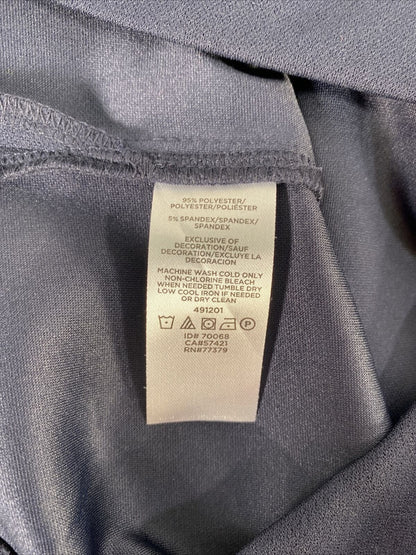 95% POLYESTER/
POLYESTER/POLIÉSTER
5% SPANDEX/SPANDEX/
SPANDEX
EXCLUSIVE OF
DECORATION/SAUF
DECORATION/EXCLUYE LA
DECORACION
MACHINE WASH COLD ONLY
NON-CHLORINE BLEACH
WHEN NEEDED TUMBLE DRY
LOW COOL IRON IF NEEDED
OR DRY CLEAN
491201
P
ID# 70068
CA#57421
RN#77379